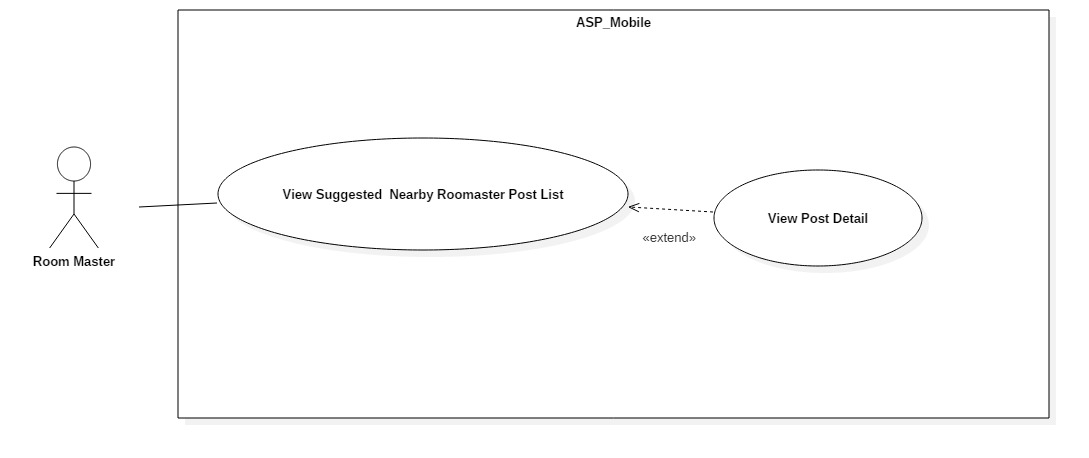 ASP_Mobile
View Suggested  Nearby Roomaster Post List
View Post Detail
«extend»
Room Master